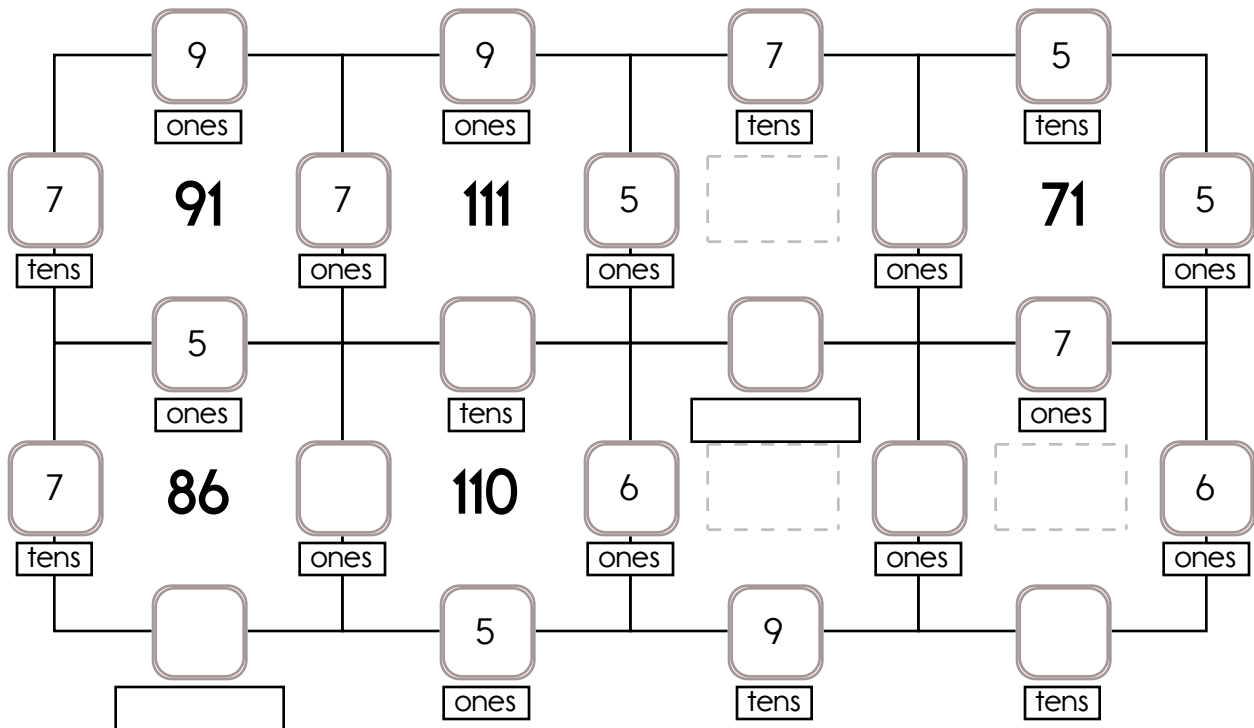 9 9 7 5
ones ones tens tens
7 91 7 111 5 71 5
tens ones ones ones ones
5 7
ones tens ones
7 86 110 6 6
tens ones ones ones ones
5 9
ones tens tens